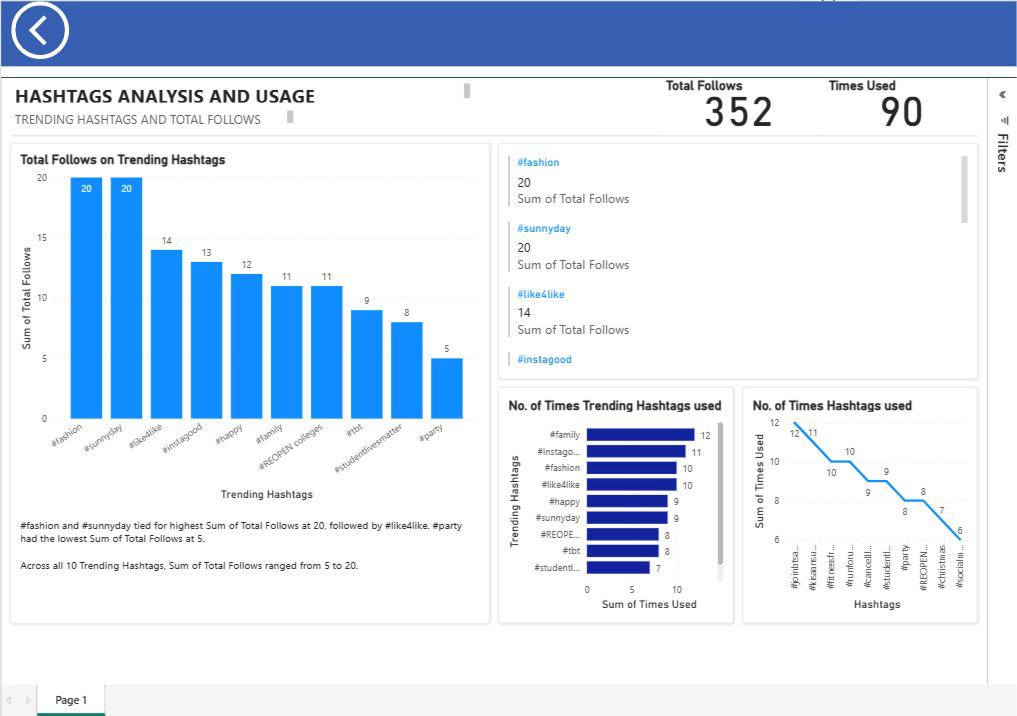 HASHTAGS ANALYSIS AND USAGE
TRENDING HASHTAGS AND TOTAL FOLLOWS
Total Follows
352
Times Used
90
Filters
Total Follows on Trending Hashtags
Sum of Total Follows
20
15
10
5
0
20
20
14
13
12
11
11
9
8
5
#fashion
#sunnyday
#like4like
#instagood
#happy
#family
#REOPEN colleges
#tbt
#studentlivesmatter
#party
Trending Hashtags
#fashion and #sunnyday tied for highest Sum of Total Follows at 20, followed by #like4like. #party
had the lowest Sum of Total Follows at 5.
Across all 10 Trending Hashtags, Sum of Total Follows ranged from 5 to 20.
#fashion
20
Sum of Total Follows
#sunnyday
20
Sum of Total Follows
#like4like
14
Sum of Total Follows
#instagood
No. of Times Trending Hashtags used
Trending Hashtags
#family 12
#instago... 11
#fashion 10
#like4like 10
#happy 9
#sunnyday 9
#REOPE... 8
#tbt 8
#studentl... 7
0 5 10
Sum of Times Used
No. of Times Hashtags used
Sum of Times Used
12
10
8
6
12
11
10
10
9
9
8
8
7
6
#joinbtsa...
#kisaansu...
#fitnessfr...
#runforu...
#cancelli...
#studentl...
#party
#REOPEN...
#christmas
#socialm...
Hashtags
Page 1